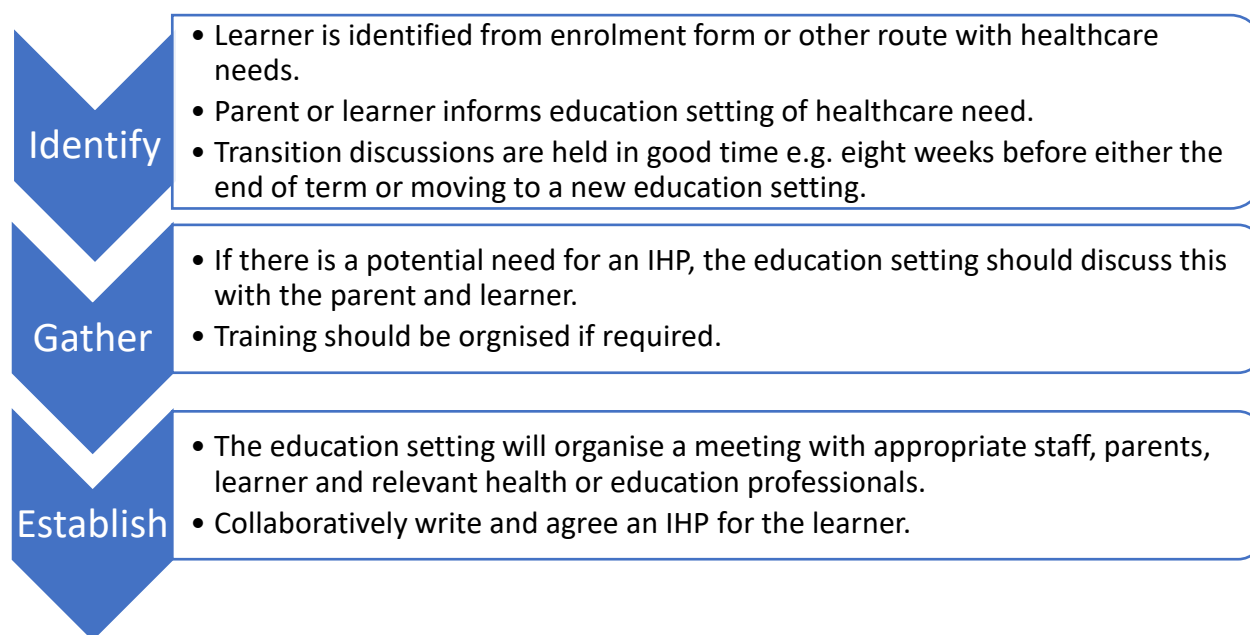 Identify
• Learner is identified from enrolment form or other route with healthcare
needs.
• Parent or learner informs education setting of healthcare need.
• Transition discussions are held in good time e.g. eight weeks before either the
end of term or moving to a new education setting.
Gather
• If there is a potential need for an IHP, the education setting should discuss this
with the parent and learner.
• Training should be orgnised if required.
Establish
• The education setting will organise a meeting with appropriate staff, parents,
learner and relevant health or education professionals.
• Collaboratively write and agree an IHP for the learner.